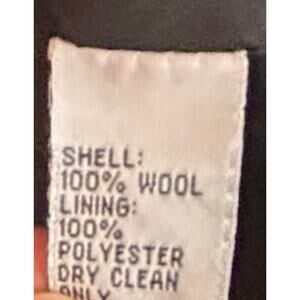 SHELL:
100% WOOL
LINING:
100%
POLYESTER
DRY CLEAN
ONLY